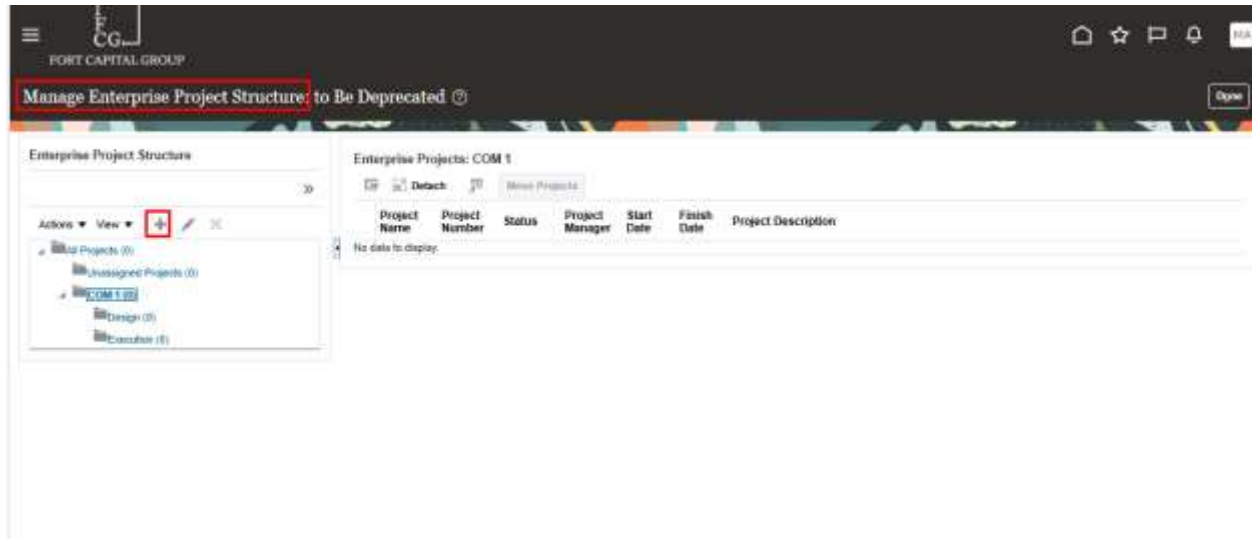 F
CG
FORT CAPITAL GROUP
MA
Manage Enterprise Project Structure: to Be Deprecated
Done
Enterprise Project Structure
Actions View
All Projects (0)
Unassigned Projects (0)
COM 1 (0)
Design (0)
Execution (0)
Enterprise Projects: COM 1
Detach Move Projects
Project Name Project Number Status Project Manager Start Date Finish Date Project Description
No data to display.